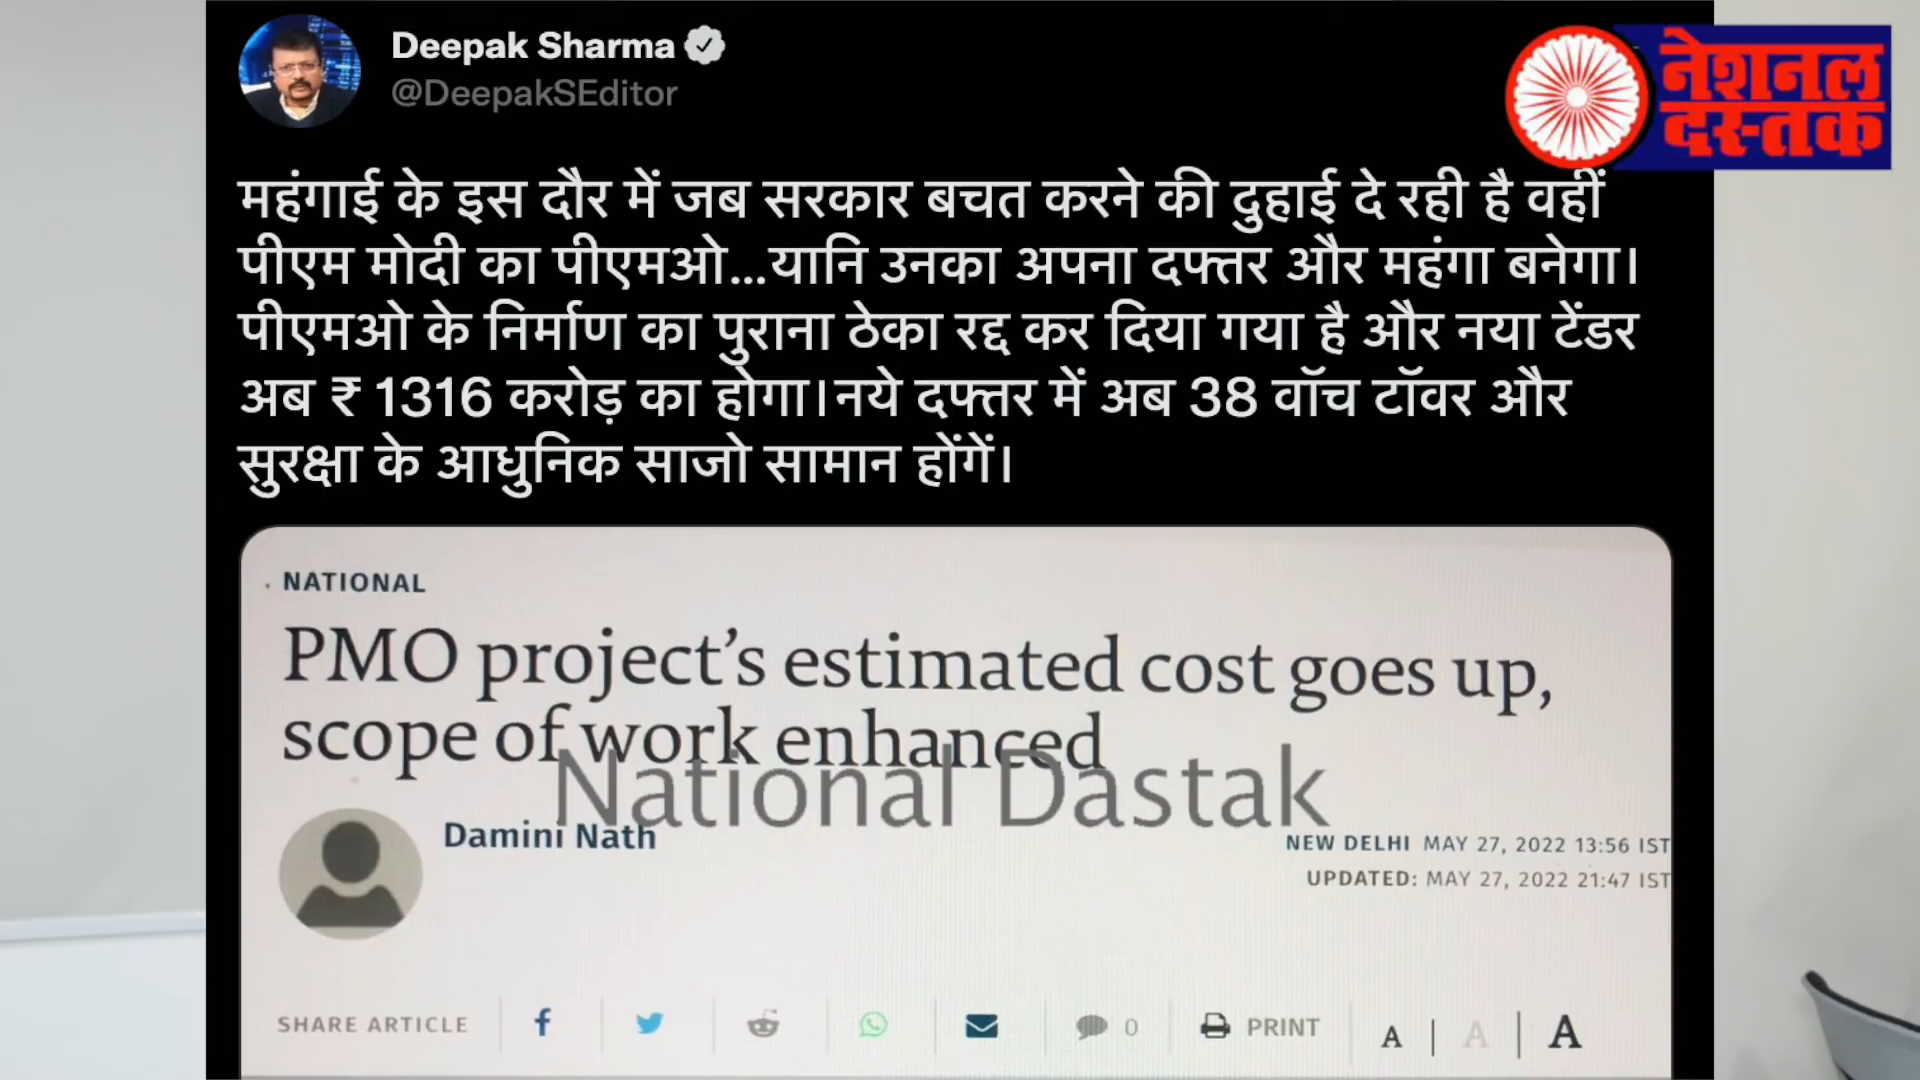 Deepak Sharma
@DeepakSEditor
नेशनल
दस्तक
महंगाई के इस दौर में जब सरकार बचत करने की दुहाई दे रही है वहीं
पीएम मोदी का पीएमओ...यानि उनका अपना दफ्तर और महंगा बनेगा।
पीएमओ के निर्माण का पुराना ठेका रद्द कर दिया गया है और नया टेंडर
अब ₹ 1316 करोड़ का होगा।नये दफ्तर में अब 38 वॉच टॉवर और
सुरक्षा के आधुनिक साजो सामान होंगें।
NATIONAL
PMO project's estimated cost goes up,
scope of work enhanced
National Dastak
Damini Nath
NEW DELHI MAY 27, 2022 13:56 IST
UPDATED: MAY 27, 2022 21:47 IST
SHARE ARTICLE 0 PRINT A | A | A